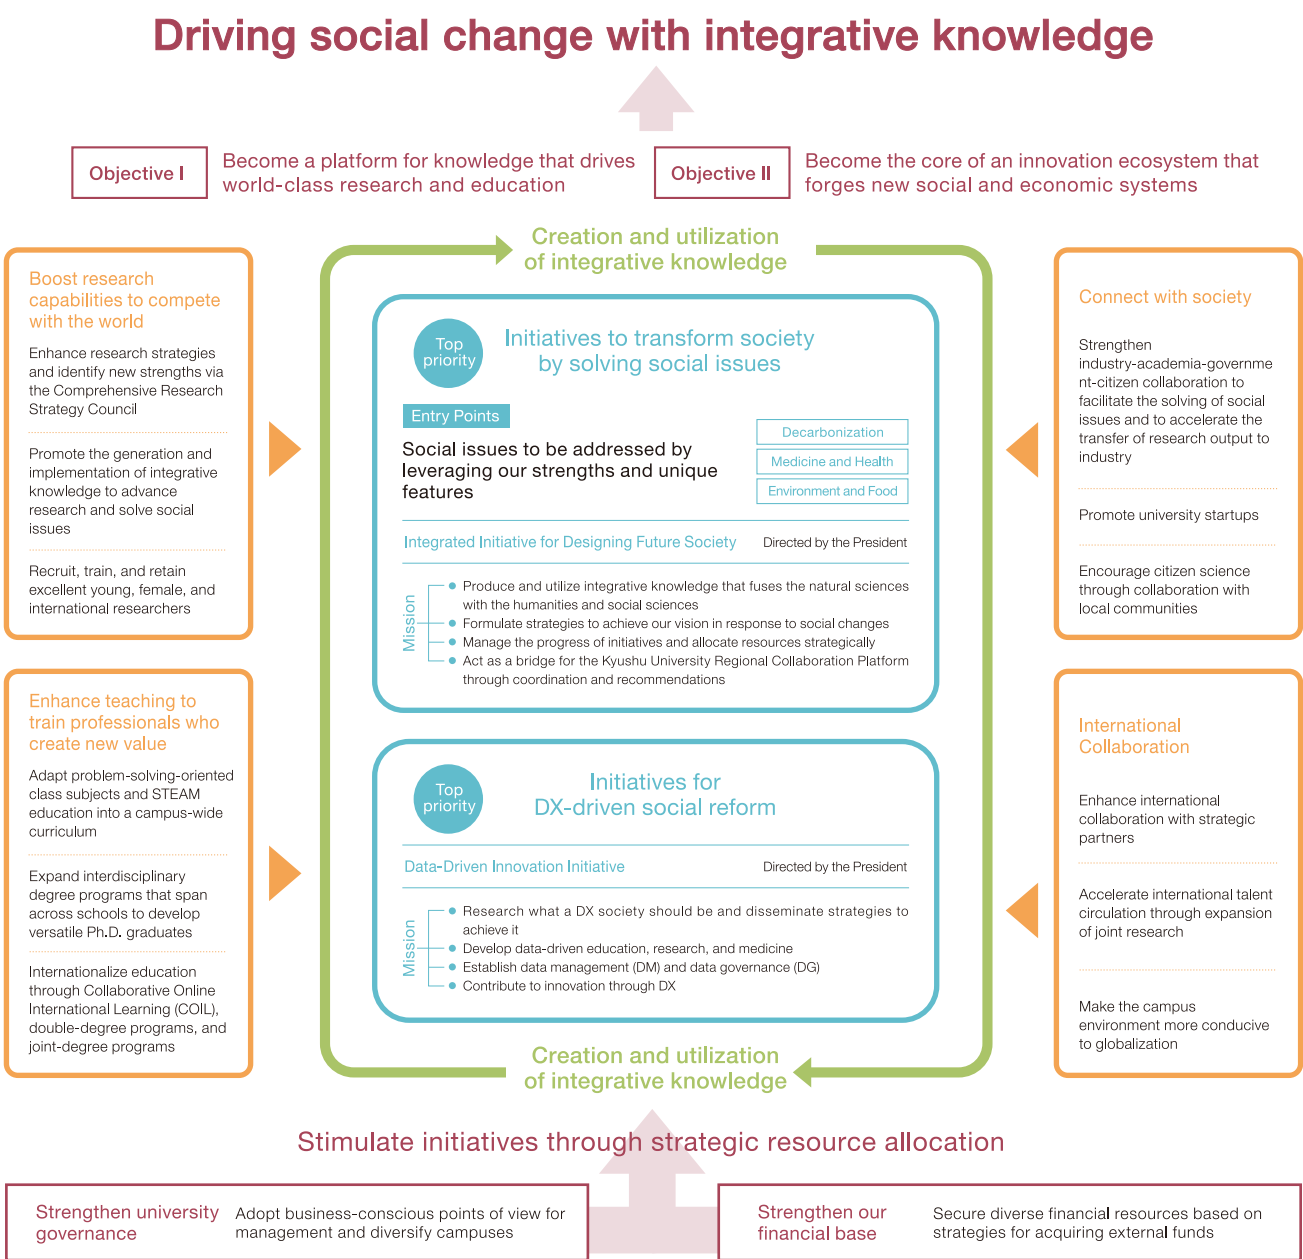 Driving social change with integrative knowledge
Objective I
Become a platform for knowledge that drives
world-class research and education
Objective II
Become the core of an innovation ecosystem that
forges new social and economic systems
Creation and utilization
of integrative knowledge
Boost research
capabilities to compete
with the world
Enhance research strategies
and identify new strengths via
the Comprehensive Research
Strategy Council
Promote the generation and
implementation of integrative
knowledge to advance
research and solve social
issues
Recruit, train, and retain
excellent young, female, and
international researchers
Enhance teaching to
train professionals who
create new value
Adapt problem-solving-oriented
class subjects and STEAM
education into a campus-wide
curriculum
Expand interdisciplinary
degree programs that span
across schools to develop
versatile Ph.D. graduates
Internationalize education
through Collaborative Online
International Learning (COIL),
double-degree programs, and
joint-degree programs
Top
priority
Initiatives to transform society
by solving social issues
Entry Points
Social issues to be addressed by
leveraging our strengths and unique
features
Decarbonization
Medicine and Health
Environment and Food
Integrated Initiative for Designing Future Society
Directed by the President
Mission
● Produce and utilize integrative knowledge that fuses the natural sciences
with the humanities and social sciences
● Formulate strategies to achieve our vision in response to social changes
● Manage the progress of initiatives and allocate resources strategically
● Act as a bridge for the Kyushu University Regional Collaboration Platform
through coordination and recommendations
Top
priority
Initiatives for
DX-driven social reform
Data-Driven Innovation Initiative
Directed by the President
Mission
● Research what a DX society should be and disseminate strategies to
achieve it
● Develop data-driven education, research, and medicine
● Establish data management (DM) and data governance (DG)
● Contribute to innovation through DX
Connect with society
Strengthen
industry-academia-governme
nt-citizen collaboration to
facilitate the solving of social
issues and to accelerate the
transfer of research output to
industry
Promote university startups
Encourage citizen science
through collaboration with
local communities
International
Collaboration
Enhance international
collaboration with strategic
partners
Accelerate international talent
circulation through expansion
of joint research
Make the campus
environment more conducive
to globalization
Creation and utilization
of integrative knowledge
Stimulate initiatives through strategic resource allocation
Strengthen university
governance
Adopt business-conscious points of view for
management and diversify campuses
Strengthen our
financial base
Secure diverse financial resources based on
strategies for acquiring external funds